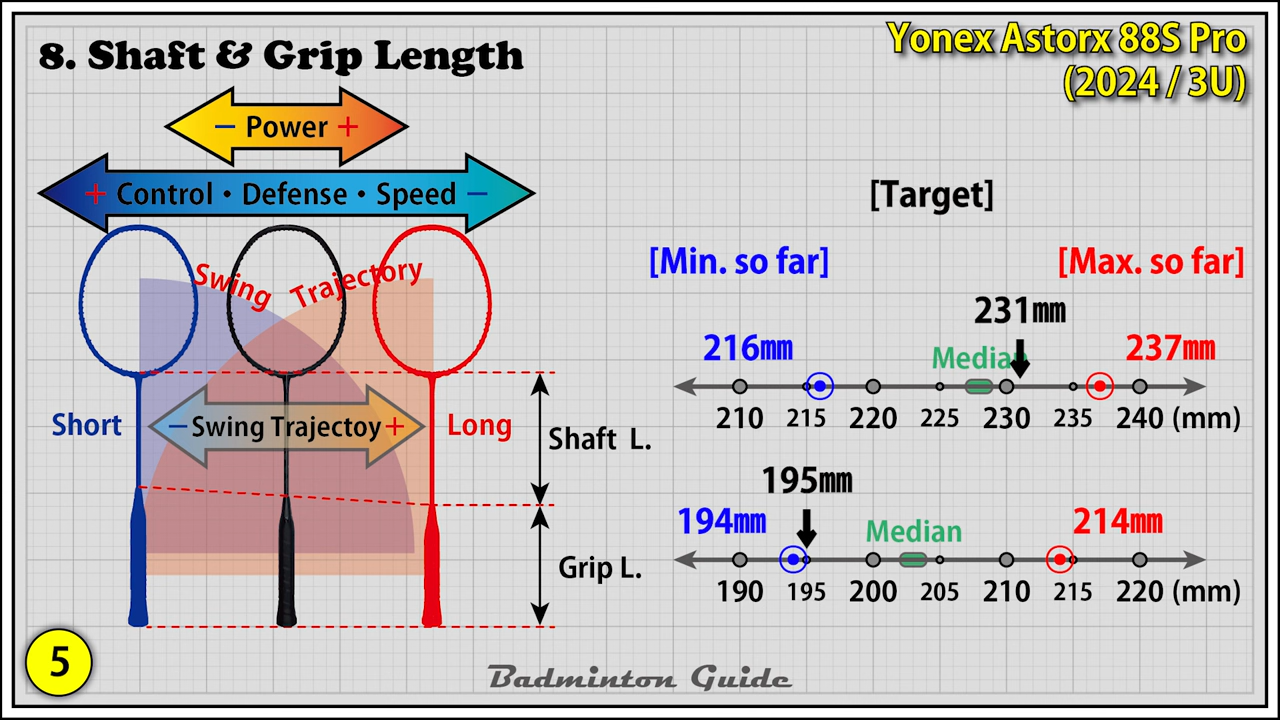 8. Shaft & Grip Length
Yonex Astorx 88S Pro
(2024 / 3U)
− Power +
+ Control・Defense・Speed −
[Target]
Swing Trajectory
[Min. so far]
[Max. so far]
231mm
216mm
Median
237mm
210 215 220 225 230 235 240 (mm)
Short
− Swing Trajectoy +
Long
Shaft L.
195mm
194mm
Median
214mm
Grip L.
190 195 200 205 210 215 220 (mm)
5
Badminton Guide